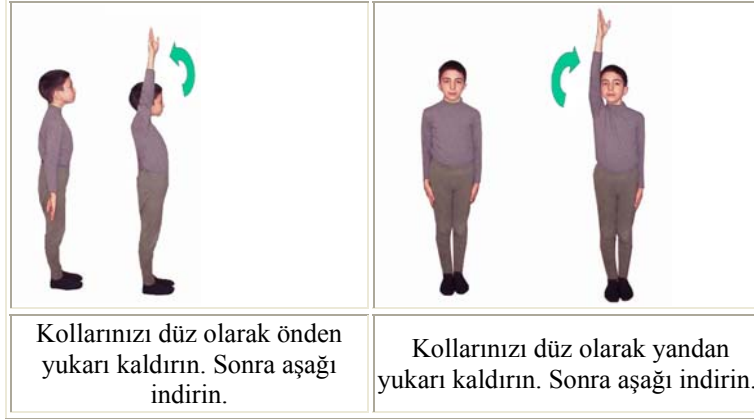 Kollarınızı düz olarak önden
yukarı kaldırın. Sonra aşağı
indirin.
Kollarınızı düz olarak yandan
yukarı kaldırın. Sonra aşağı indirin.